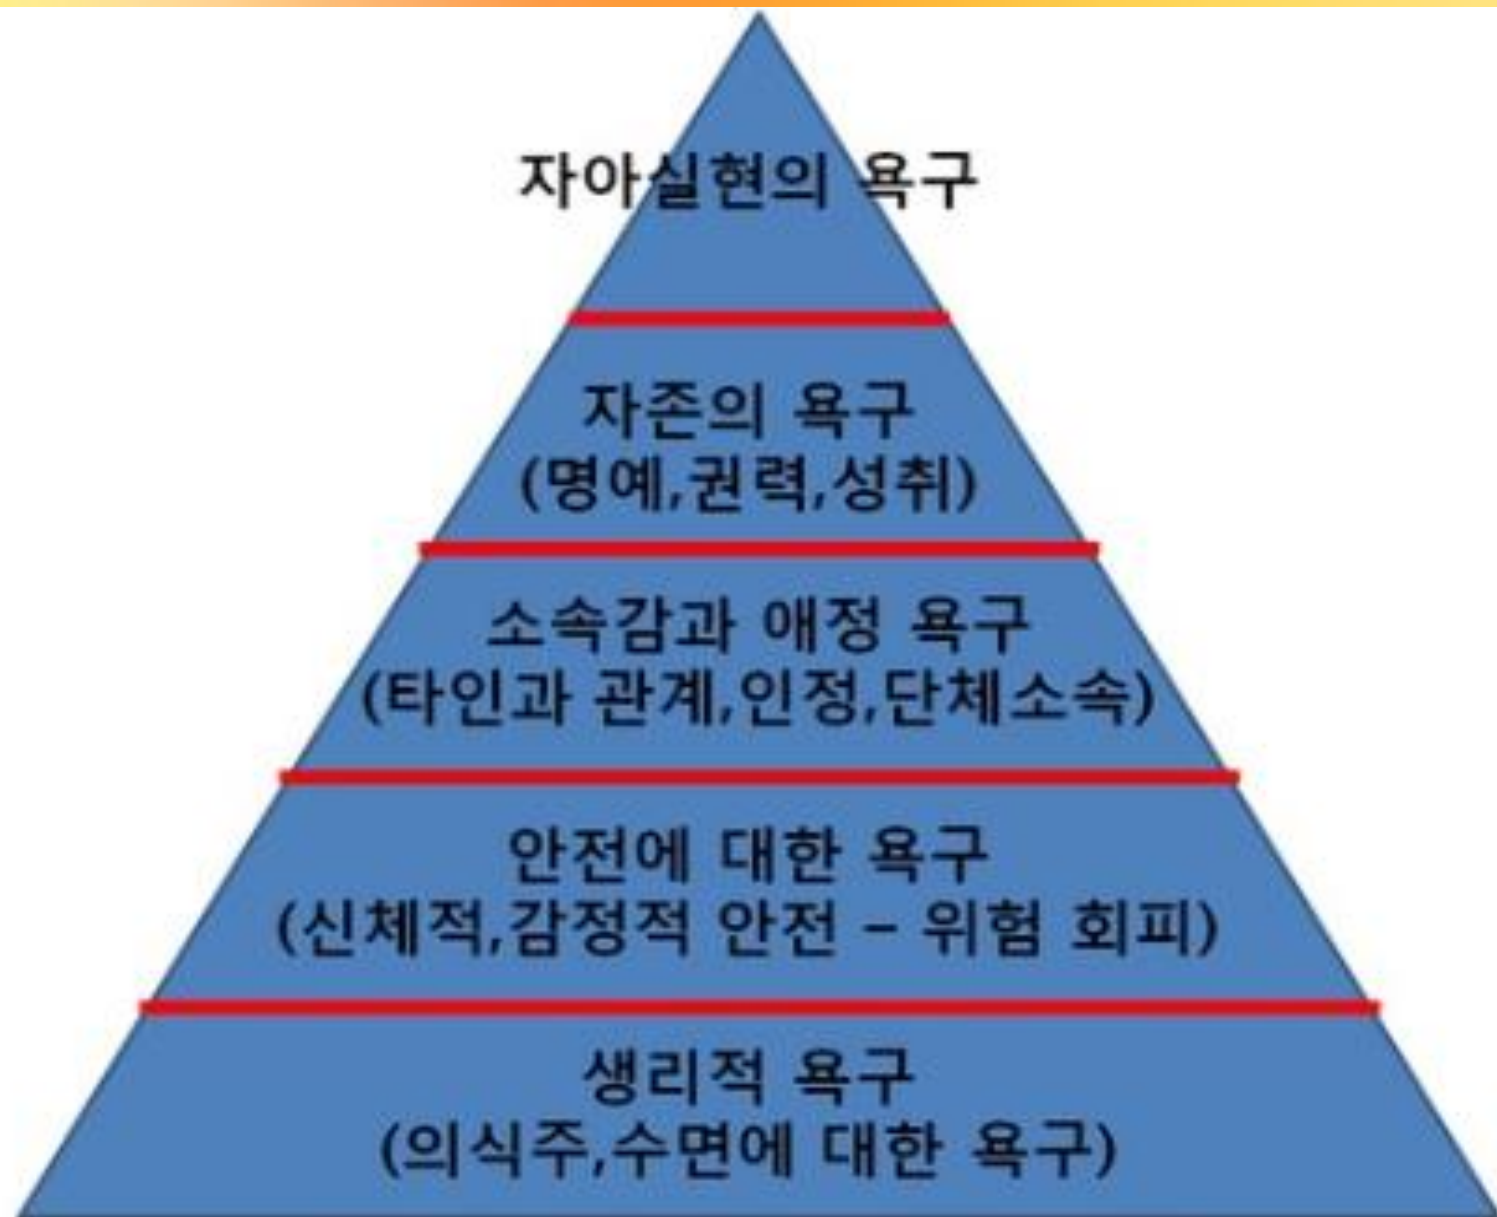 자아실현의 욕구
자존의 욕구
(명예,권력,성취)
소속감과 애정 욕구
(타인과 관계,인정,단체소속)
안전에 대한 욕구
(신체적,감정적 안전 – 위험 회피)
생리적 욕구
(의식주,수면에 대한 욕구)